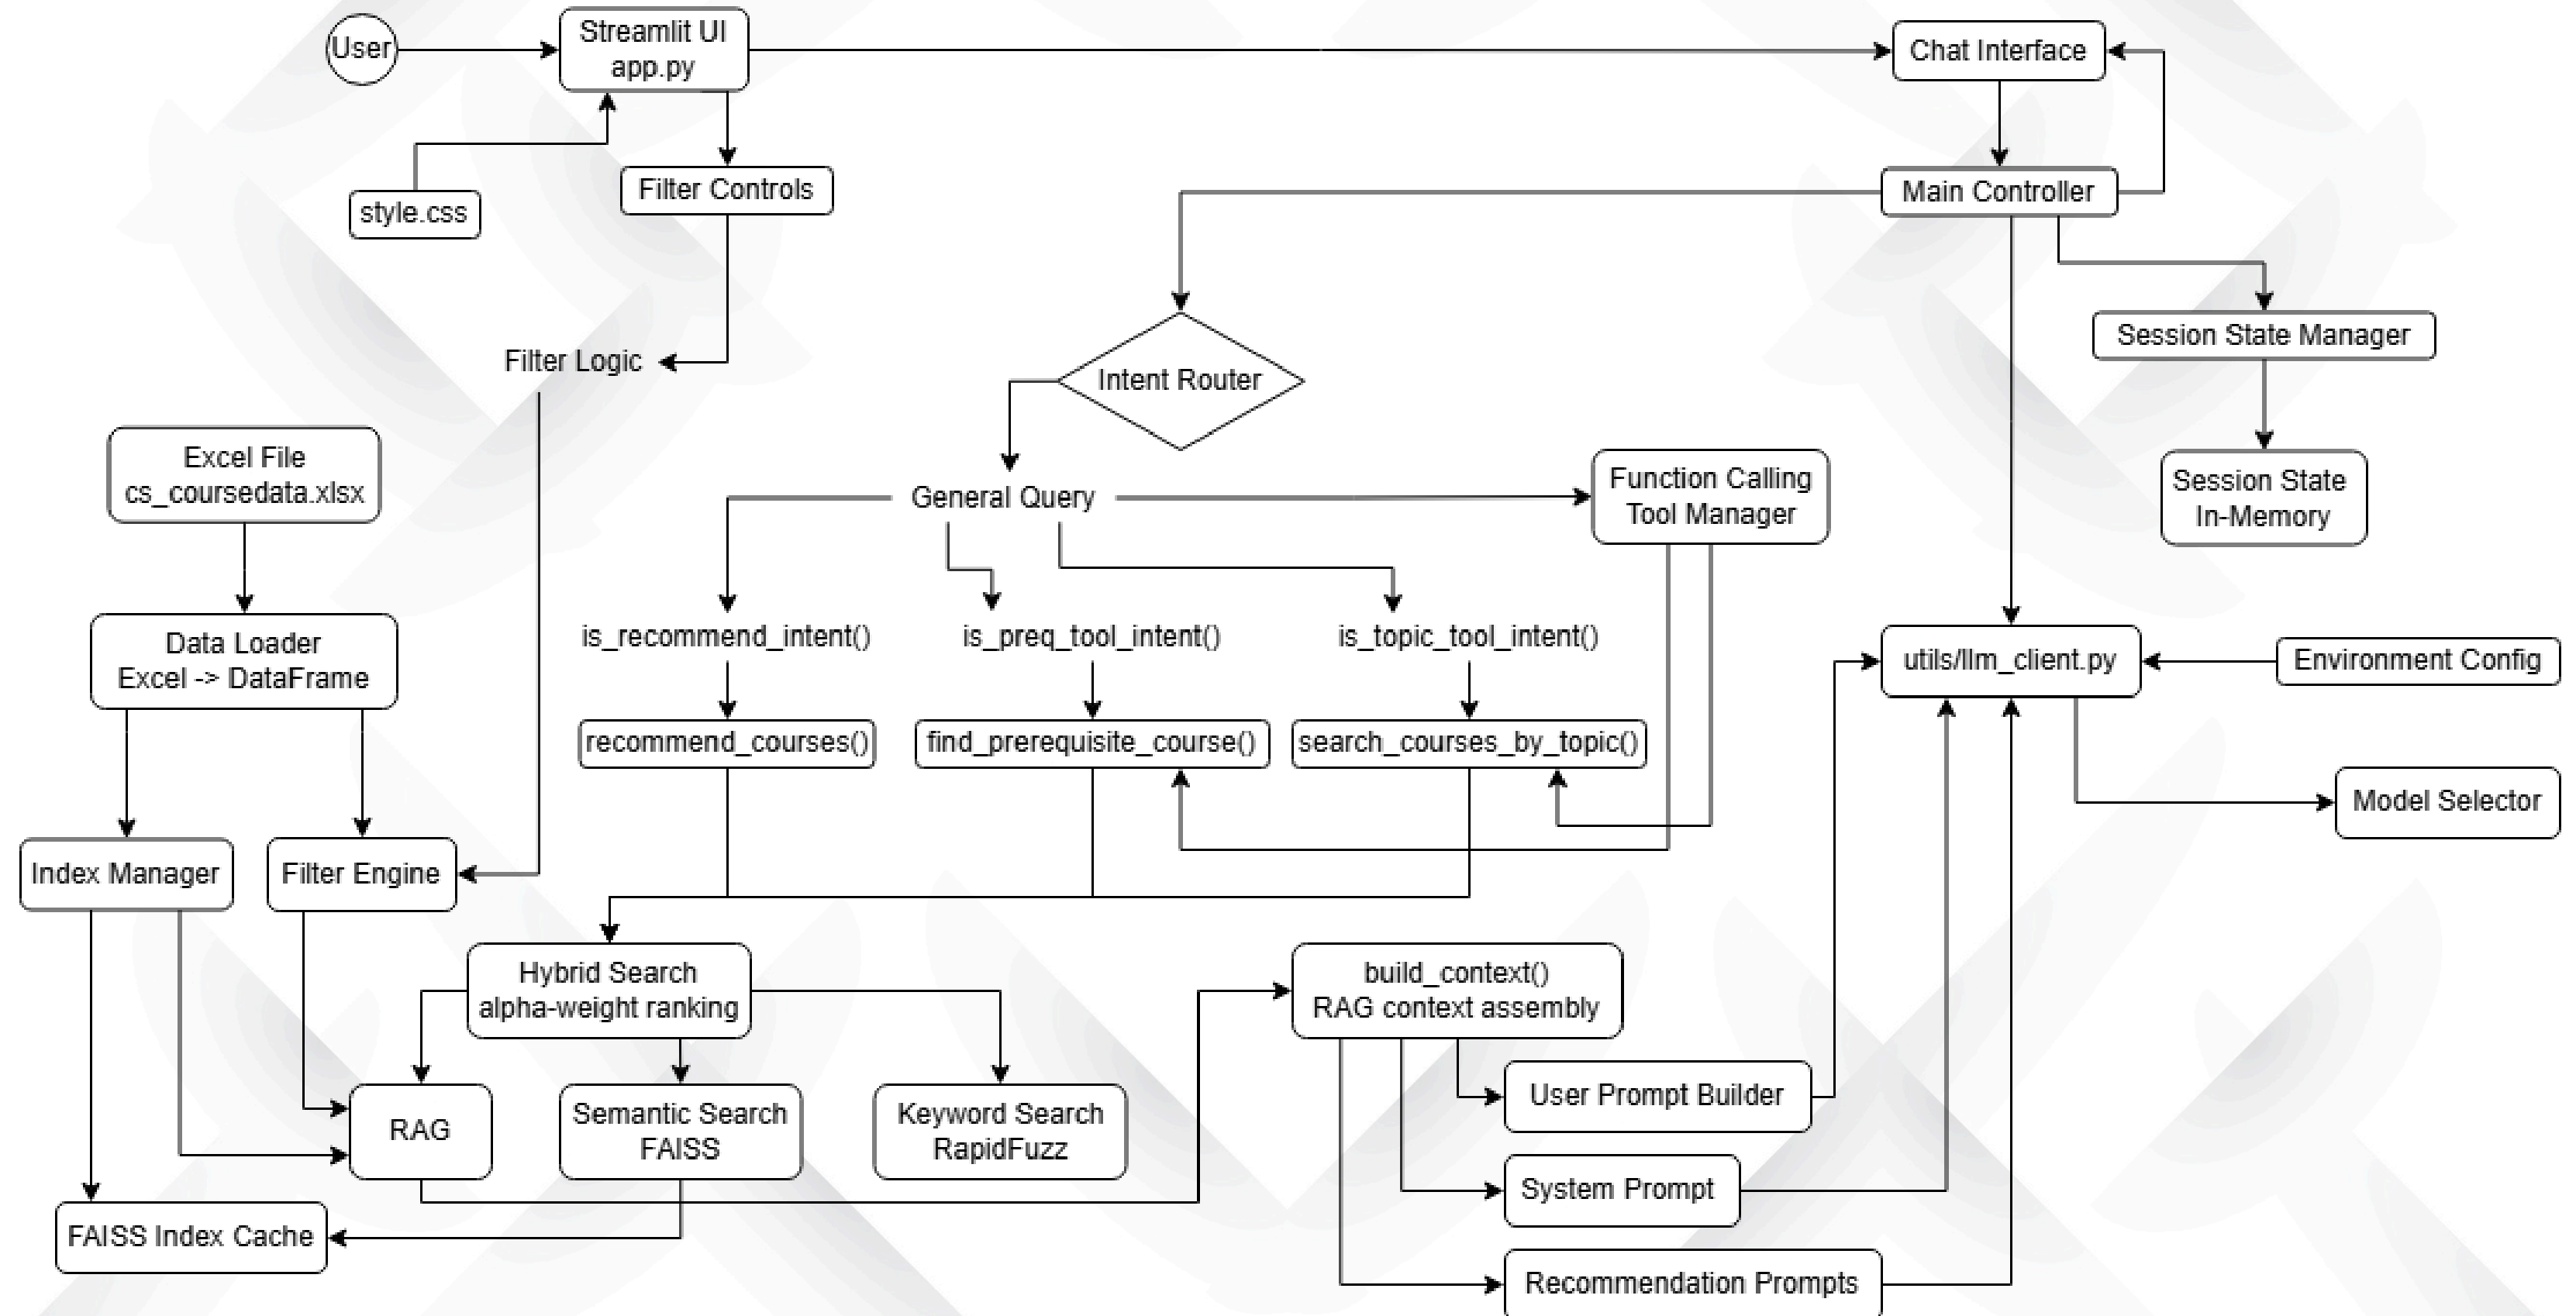 User
Streamlit UI
app.py
Chat Interface
style.css
Filter Controls
Main Controller
Filter Logic
Intent Router
Session State Manager
Excel File
cs_coursedata.xlsx
General Query
Function Calling
Tool Manager
Session State
In-Memory
Data Loader
Excel -> DataFrame
is_recommend_intent()
is_preq_tool_intent()
is_topic_tool_intent()
utils/llm_client.py
Environment Config
recommend_courses()
find_prerequisite_course()
search_courses_by_topic()
Model Selector
Index Manager
Filter Engine
Hybrid Search
alpha-weight ranking
build_context()
RAG context assembly
RAG
Semantic Search
FAISS
Keyword Search
RapidFuzz
User Prompt Builder
System Prompt
FAISS Index Cache
Recommendation Prompts